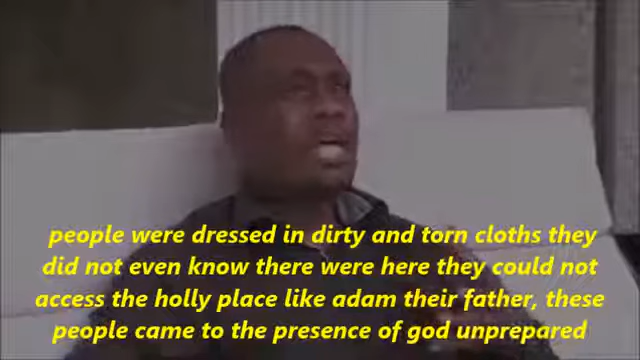 people were dressed in dirty and torn cloths they
did not even know there were here they could not
access the holly place like adam their father, these
people came to the presence of god unprepared